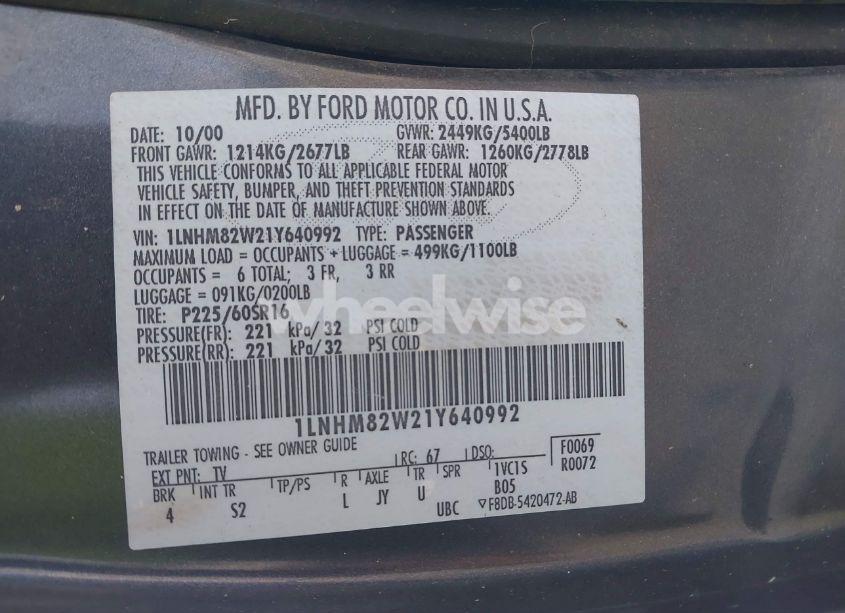 MFD. BY FORD MOTOR CO. IN U.S.A.
DATE: 10/00 GVWR: 2449KG/5400LB
FRONT GAWR: 1214KG/2677LB REAR GAWR: 1260KG/2778LB
THIS VEHICLE CONFORMS TO ALL APPLICABLE FEDERAL MOTOR
VEHICLE SAFETY, BUMPER, AND THEFT PREVENTION STANDARDS
IN EFFECT ON THE DATE OF MANUFACTURE SHOWN ABOVE.
VIN: 1LNHM82W21Y640992 TYPE: PASSENGER
MAXIMUM LOAD = OCCUPANTS + LUGGAGE = 499KG/1100LB
OCCUPANTS = 6 TOTAL; 3 FR, 3 RR
LUGGAGE = 091KG/0200LB
TIRE: P225/60SR16
wheelwise
PRESSURE(FR): 221 kPa/ 32 PSI COLD
PRESSURE(RR): 221 kPa/ 32 PSI COLD
1LNHM82W21Y640992
TRAILER TOWING - SEE OWNER GUIDE
EXT PNT: TV RC: 67 DSO: F0069
BRK INT TR TP/PS R AXLE TR SPR 1VC1S R0072
4 S2 L JY U B05
UBC F8DB-5420472-AB